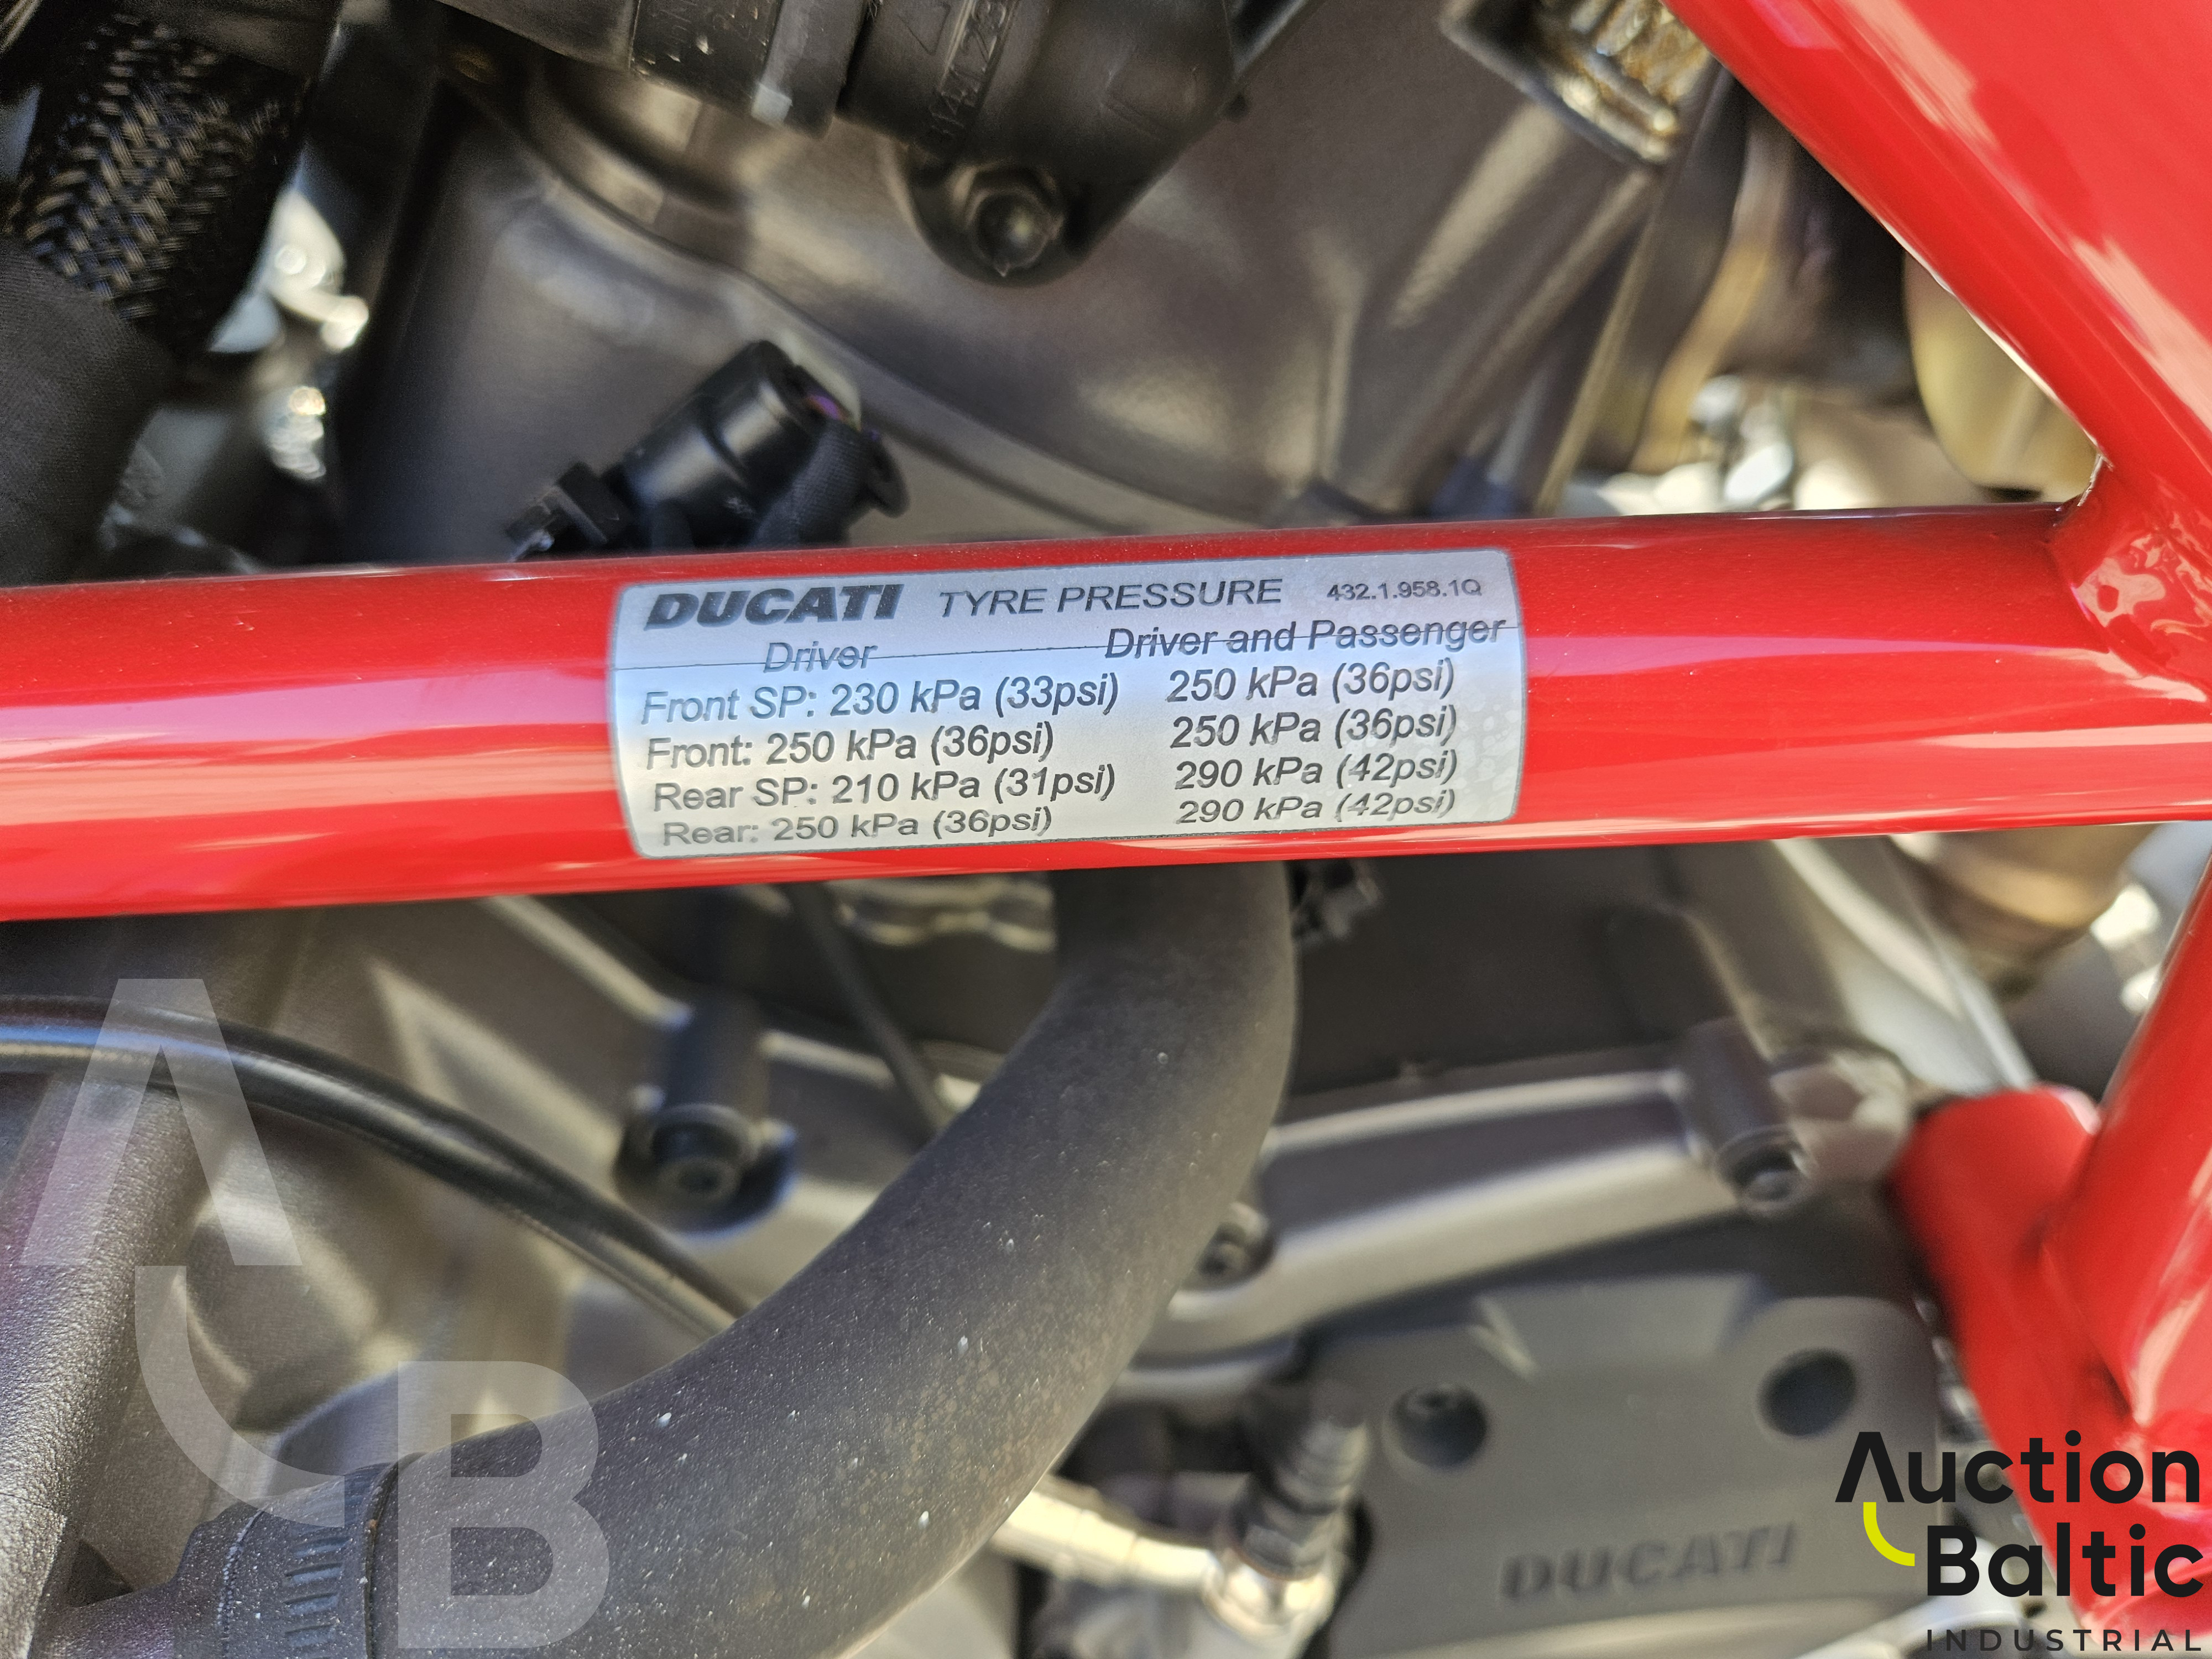 DUCATI TYRE PRESSURE 432.1.958.1Q
Driver Driver and Passenger
Front SP: 230 kPa (33psi) 250 kPa (36psi)
Front: 250 kPa (36psi) 250 kPa (36psi)
Rear SP: 210 kPa (31psi) 290 kPa (42psi)
Rear: 250 kPa (36psi) 290 kPa (42psi)
A
B
DUCATI
Auction
Baltic
INDUSTRIAL